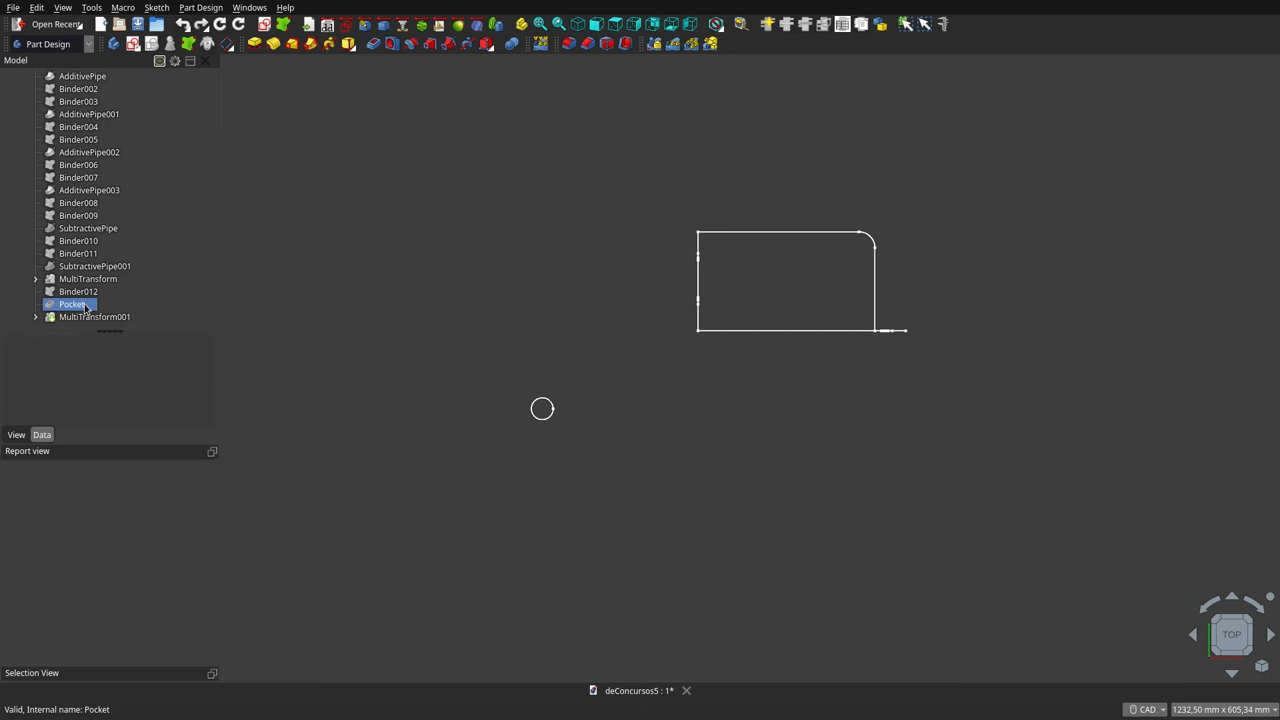 File Edit View Tools Macro Sketch Part Design Windows Help
Open Recent
Part Design
Model
AdditivePipe
Binder002
Binder003
AdditivePipe001
Binder004
Binder005
AdditivePipe002
Binder006
Binder007
AdditivePipe003
Binder008
Binder009
SubtractivePipe
Binder010
Binder011
SubtractivePipe001
MultiTransform
Binder012
Pocket
MultiTransform001
View Data
Report view
TOP
Selection View
deConcursos5 : 1*
Valid, Internal name: Pocket
CAD
1232,50 mm x 605,34 mm